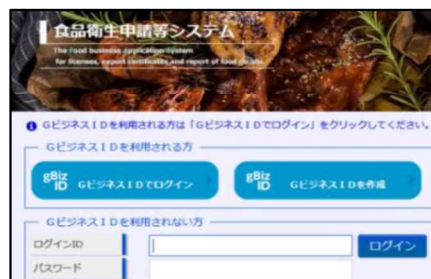 食品衛生申請等システム
The Food business Application System
for licenses, export certificates and report of food recalls
GビジネスIDを利用される方は「GビジネスIDでログイン」をクリックしてください。
GビジネスIDを利用される方
gBiz ID GビジネスIDでログイン
gBiz ID GビジネスIDを作成
GビジネスIDを利用されない方
ログインID
ログイン
パスワード